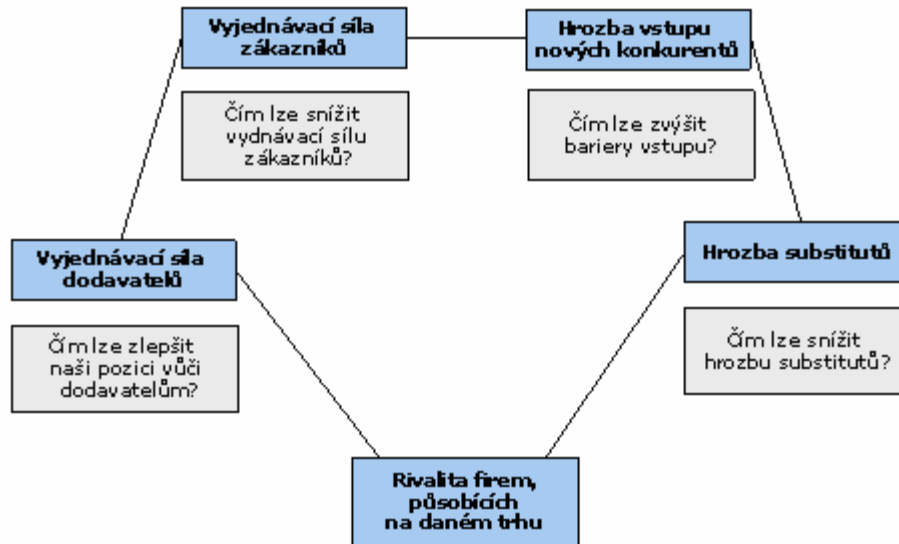 Vyjednávací síla
zákazníků
Hrozba vstupu
nových konkurentů
Čím lze snížit
vydnávací sílu
zákazníků?
Čím lze zvýšit
bariery vstupu?
Vyjednávací síla
dodavatelů
Hrozba substitutů
Čím lze zlepšit
naši pozici vůči
dodavatelům?
Čím lze snížit
hrozbu substitutů?
Rivalita firem,
působících
na daném trhu